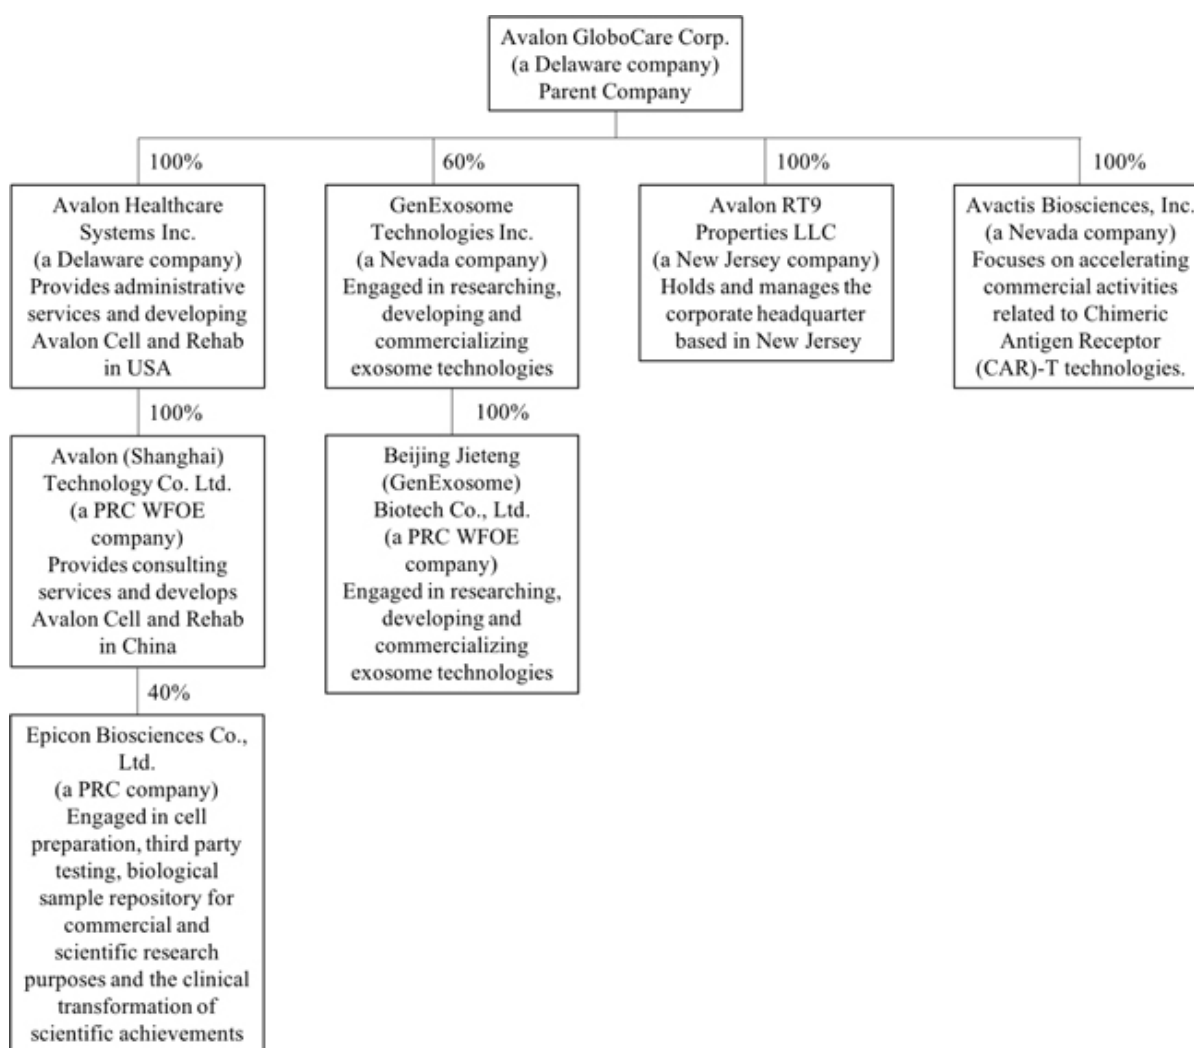 Avalon GloboCare Corp.
(a Delaware company)
Parent Company
100%
60%
100%
100%
Avalon Healthcare
Systems Inc.
(a Delaware company)
Provides administrative
services and developing
Avalon Cell and Rehab
in USA
GenExosome
Technologies Inc.
(a Nevada company)
Engaged in researching,
developing and
commercializing
exosome technologies
Avalon RT9
Properties LLC
(a New Jersey company)
Holds and manages the
corporate headquarter
based in New Jersey
Avactis Biosciences, Inc.
(a Nevada company)
Focuses on accelerating
commercial activities
related to Chimeric
Antigen Receptor
(CAR)-T technologies.
100%
100%
Avalon (Shanghai)
Technology Co. Ltd.
(a PRC WFOE
company)
Provides consulting
services and develops
Avalon Cell and Rehab
in China
Beijing Jieteng
(GenExosome)
Biotech Co., Ltd.
(a PRC WFOE
company)
Engaged in researching,
developing and
commercializing
exosome technologies
40%
Epicon Biosciences Co.,
Ltd.
(a PRC company)
Engaged in cell
preparation, third party
testing, biological
sample repository for
commercial and
scientific research
purposes and the clinical
transformation of
scientific achievements